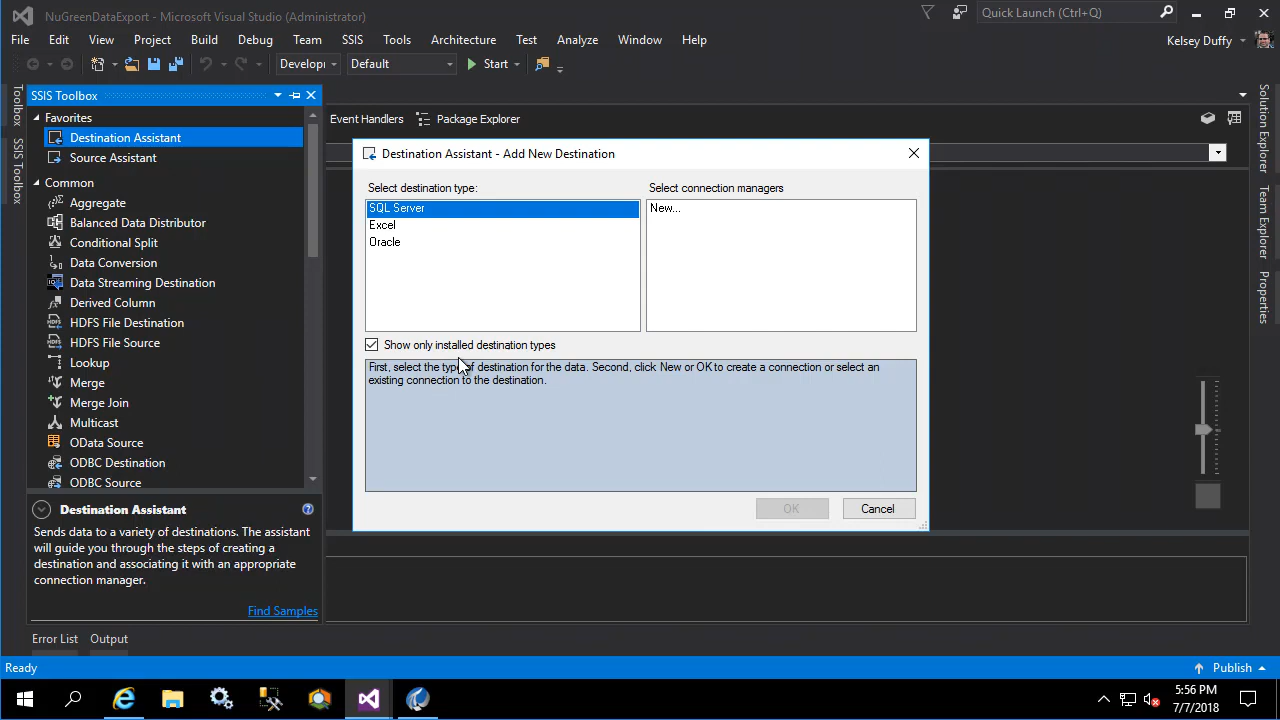 NuGreenDataExport - Microsoft Visual Studio (Administrator)
Quick Launch (Ctrl+Q)
File Edit View Project Build Debug Team SSIS Tools Architecture Test Analyze Window Help
Kelsey Duffy
Developi Default Start
SSIS Toolbox
Toolbox
SSIS Toolbox
Favorites
Destination Assistant
Source Assistant
Common
Aggregate
Balanced Data Distributor
Conditional Split
Data Conversion
Data Streaming Destination
Derived Column
HDFS File Destination
HDFS File Source
Lookup
Merge
Merge Join
Multicast
OData Source
ODBC Destination
ODBC Source
Destination Assistant
Sends data to a variety of destinations. The assistant
will guide you through the steps of creating a
destination and associating it with an appropriate
connection manager.
Find Samples
Event Handlers Package Explorer
Destination Assistant - Add New Destination
Select destination type:
SQL Server
Excel
Oracle
Select connection managers
New...
Show only installed destination types
First, select the type of destination for the data. Second, click New or OK to create a connection or select an
existing connection to the destination.
OK Cancel
Solution Explorer
Team Explorer
Properties
Error List Output
Ready
Publish
5:56 PM
7/7/2018